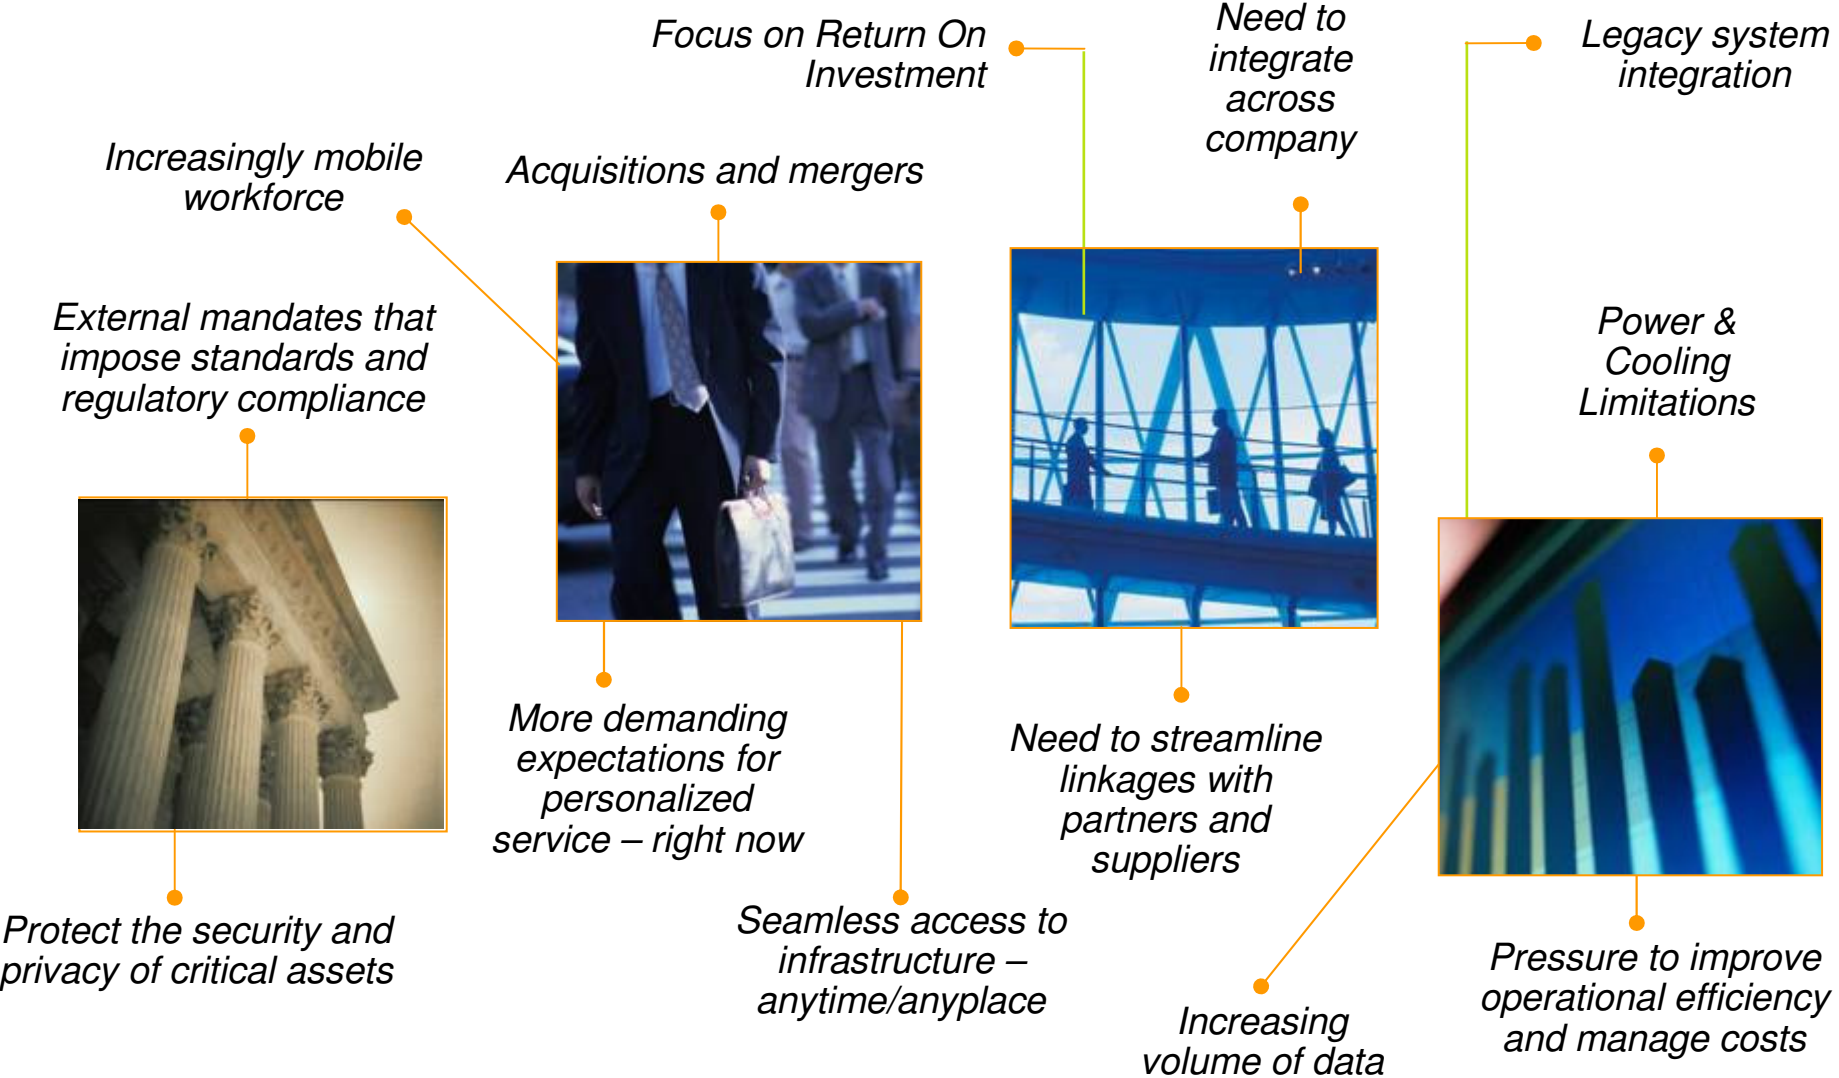 Focus on Return On
Investment
Need to
integrate
across
company
Legacy system
integration
Increasingly mobile
workforce
Acquisitions and mergers
External mandates that
impose standards and
regulatory compliance
Power &
Cooling
Limitations
More demanding
expectations for
personalized
service – right now
Need to streamline
linkages with
partners and
suppliers
Protect the security and
privacy of critical assets
Seamless access to
infrastructure –
anytime/anyplace
Increasing
volume of data
Pressure to improve
operational efficiency
and manage costs